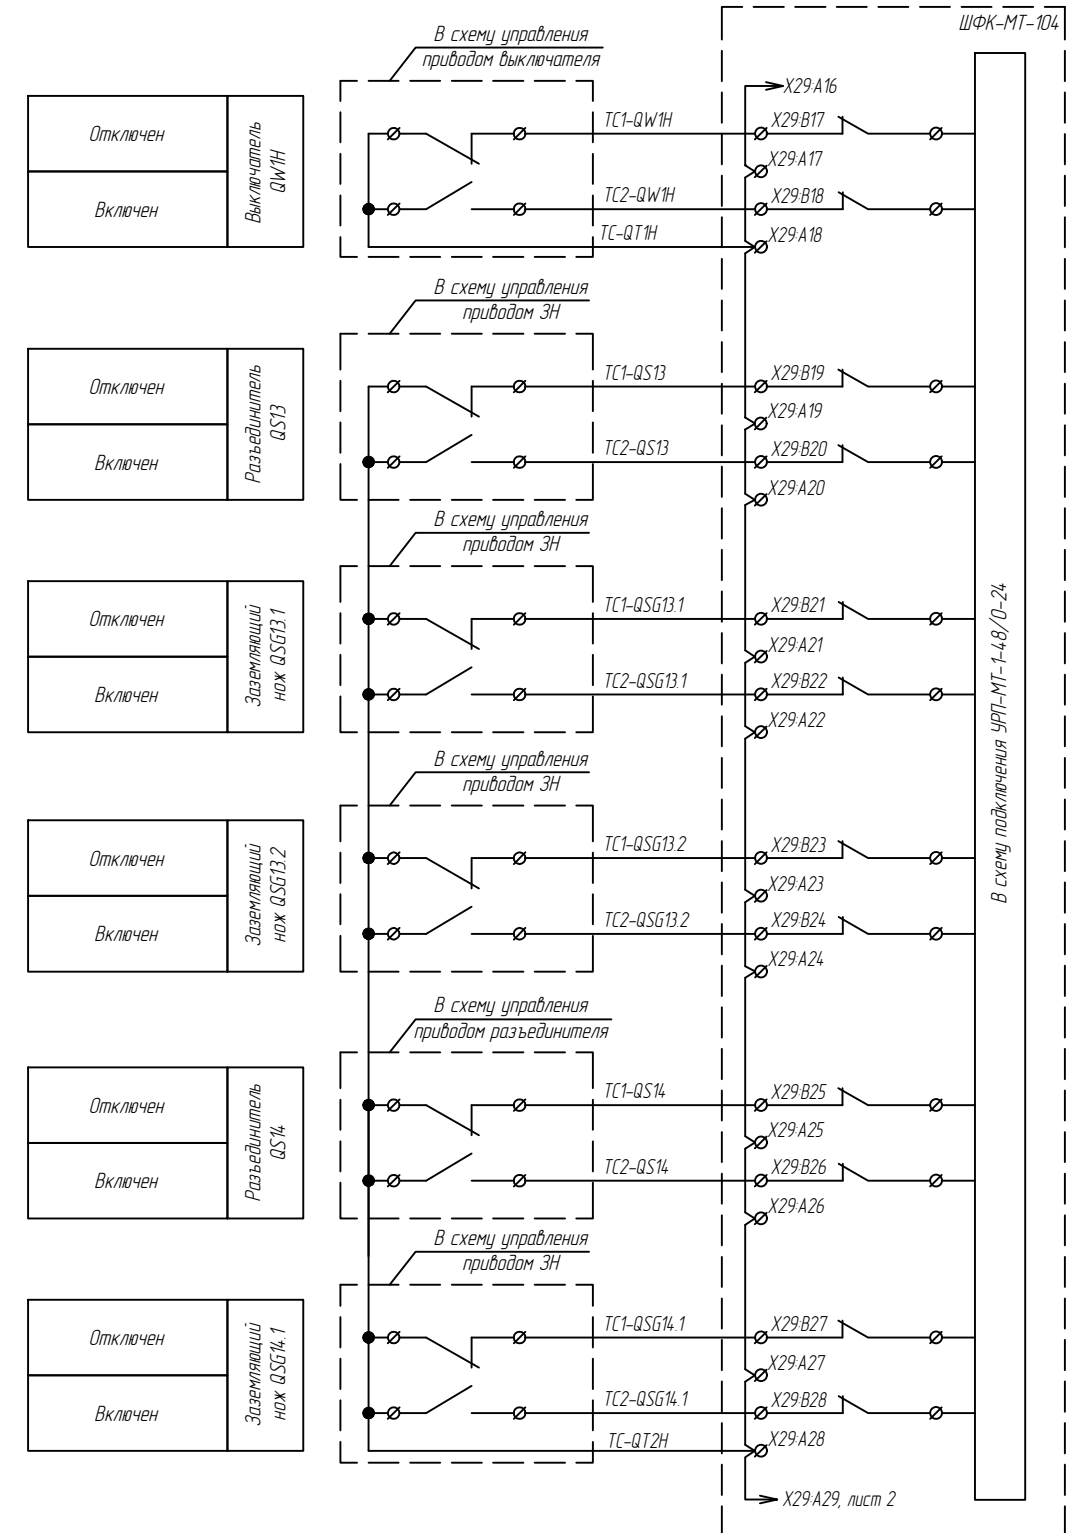 ШФК-МТ-104
В схему управления
приводом выключателя
X29:A16
Отключен
Включен
Выключатель
QW1H
TC1-QW1H
X29:B17
X29:A17
TC2-QW1H
X29:B18
TC-QT1H
X29:A18
В схему управления
приводом ЗН
Отключен
Включен
Разъединитель
QS13
TC1-QS13
X29:B19
X29:A19
TC2-QS13
X29:B20
X29:A20
В схему управления
приводом ЗН
Отключен
Включен
Заземляющий
нож QSG13.1
TC1-QSG13.1
X29:B21
X29:A21
TC2-QSG13.1
X29:B22
X29:A22
В схему подключения УРП-МТ-1-48/0-24
В схему управления
приводом ЗН
Отключен
Включен
Заземляющий
нож QSG13.2
TC1-QSG13.2
X29:B23
X29:A23
TC2-QSG13.2
X29:B24
X29:A24
В схему управления
приводом разъединителя
Отключен
Включен
Разъединитель
QS14
TC1-QS14
X29:B25
X29:A25
TC2-QS14
X29:B26
X29:A26
В схему управления
приводом ЗН
Отключен
Включен
Заземляющий
нож QSG14.1
TC1-QSG14.1
X29:B27
X29:A27
TC2-QSG14.1
X29:B28
TC-QT2H
X29:A28
X29:A29, лист 2